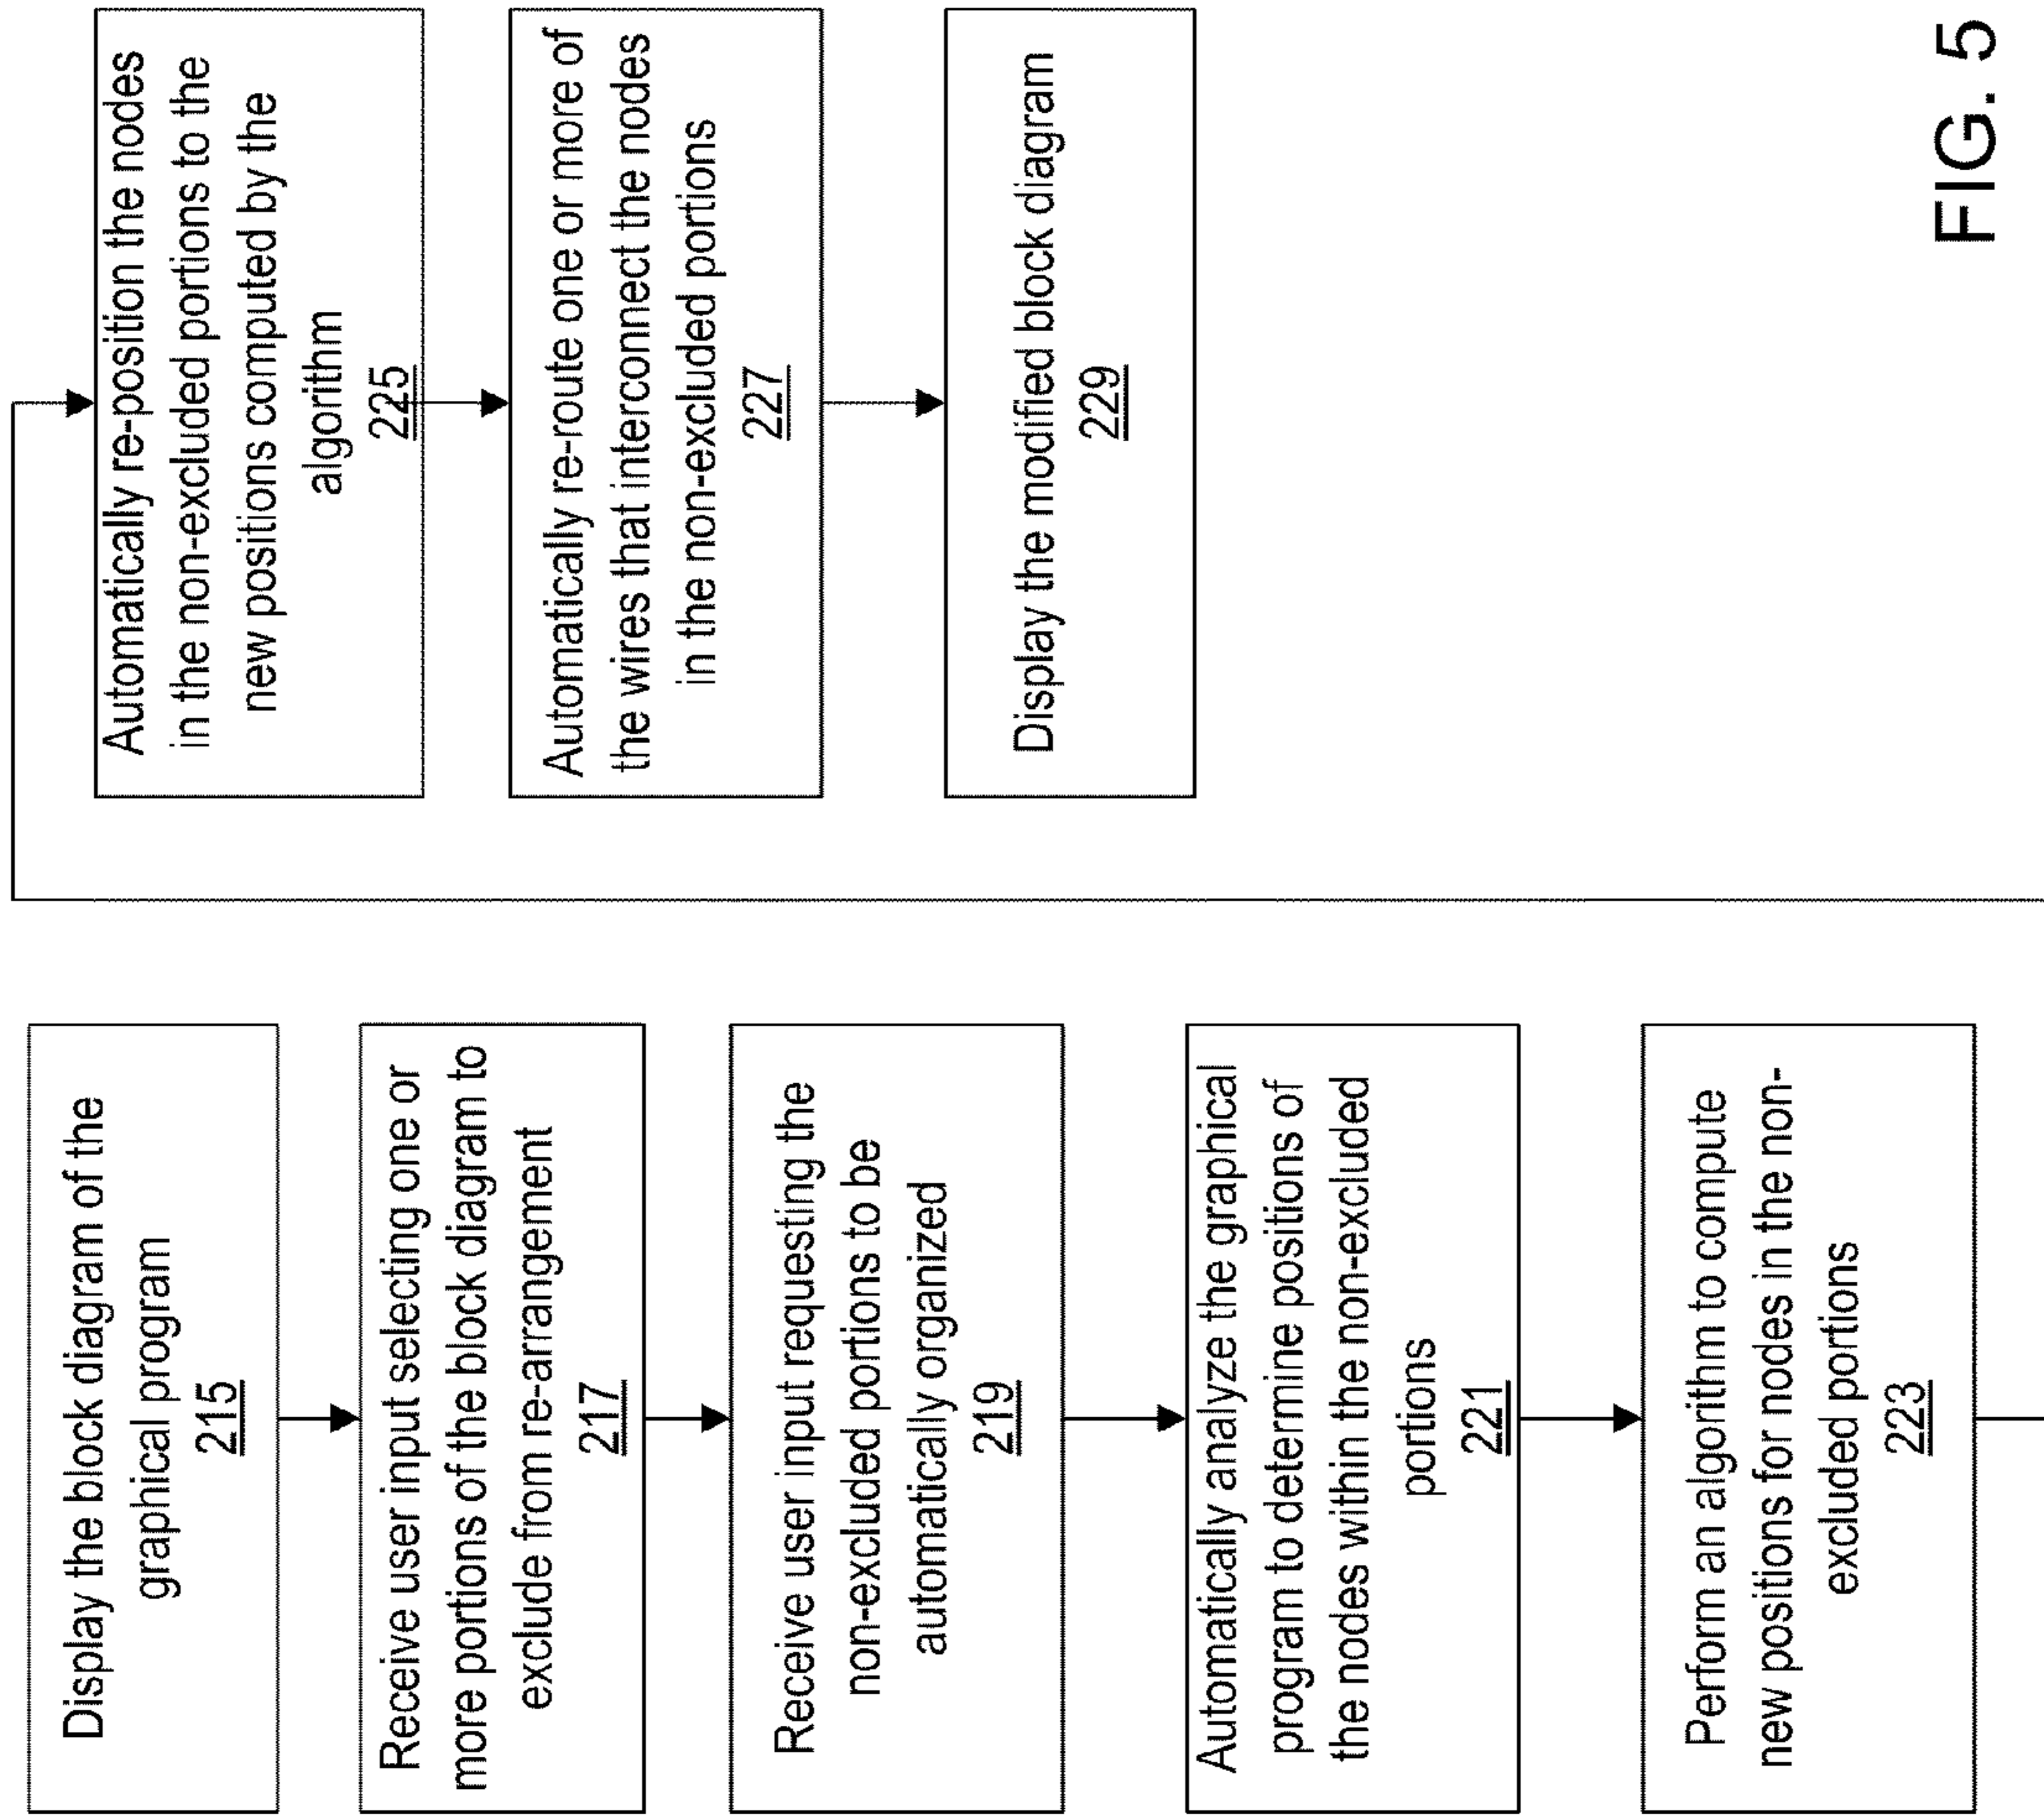 Display the block diagram of the
graphical program
215
Receive user input selecting one or
more portions of the block diagram to
exclude from re-arrangement
217
Receive user input requesting the
non-excluded portions to be
automatically organized
219
Automatically analyze the graphical
program to determine positions of
the nodes within the non-excluded
portions
221
Perform an algorithm to compute
new positions for nodes in the non-
excluded portions
223
Automatically re-position the nodes
in the non-excluded portions to the
new positions computed by the
algorithm
225
Automatically re-route one or more of
the wires that interconnect the nodes
in the non-excluded portions
227
Display the modified block diagram
229
FIG. 5